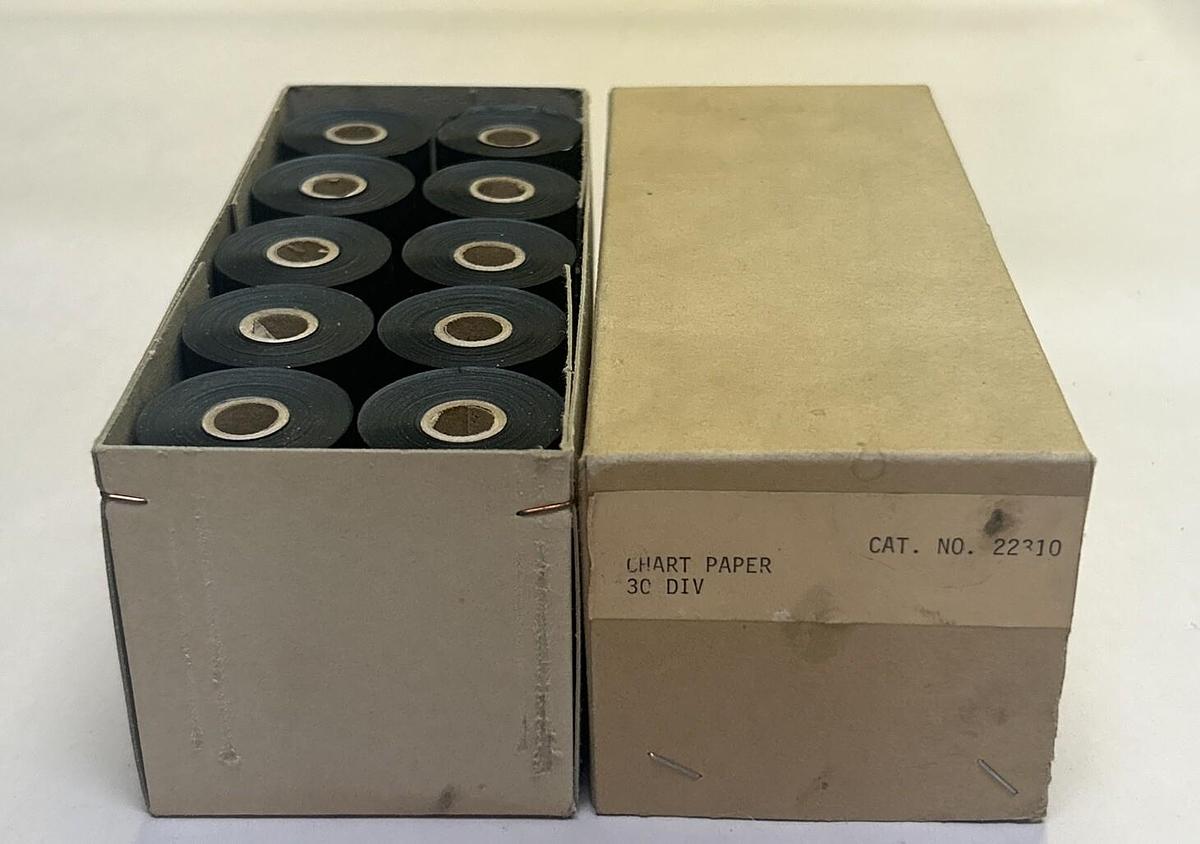 CAT. NO. 22310
CHART PAPER
30 DIV